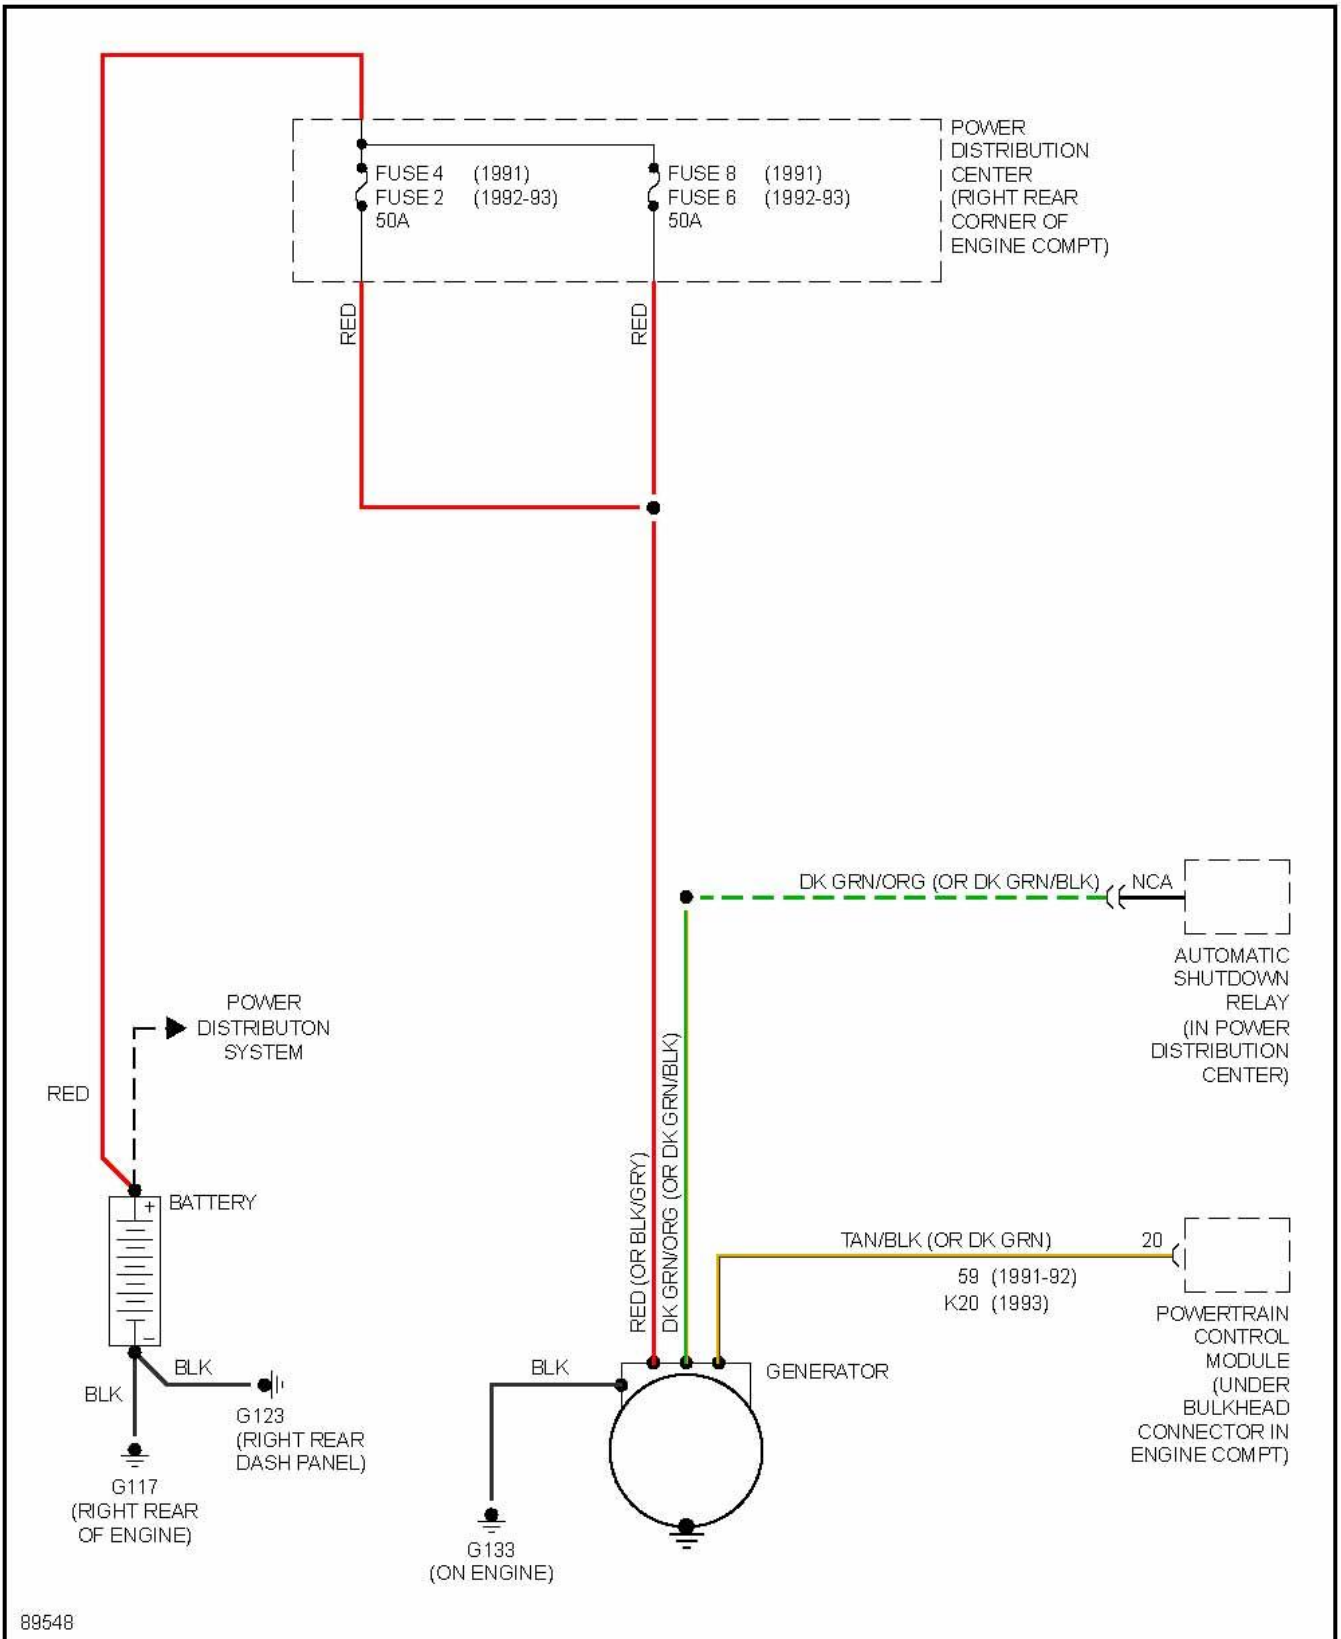 POWER
DISTRIBUTION
CENTER
(RIGHT REAR
CORNER OF
ENGINE COMPT)
FUSE 4 (1991)
FUSE 2 (1992-93)
50A
FUSE 8 (1991)
FUSE 6 (1992-93)
50A
RED
RED
DK GRN/ORG (OR DK GRN/BLK)
NCA
AUTOMATIC
SHUTDOWN
RELAY
(IN POWER
DISTRIBUTION
CENTER)
POWER
DISTRIBUTON
SYSTEM
RED
BATTERY
+
–
RED (OR BLK/GRY)
DK GRN/ORG (OR DK GRN/BLK)
TAN/BLK (OR DK GRN)
20
59 (1991-92)
K20 (1993)
POWERTRAIN
CONTROL
MODULE
(UNDER
BULKHEAD
CONNECTOR IN
ENGINE COMPT)
BLK
BLK
G123
(RIGHT REAR
DASH PANEL)
G117
(RIGHT REAR
OF ENGINE)
BLK
GENERATOR
G133
(ON ENGINE)
89548